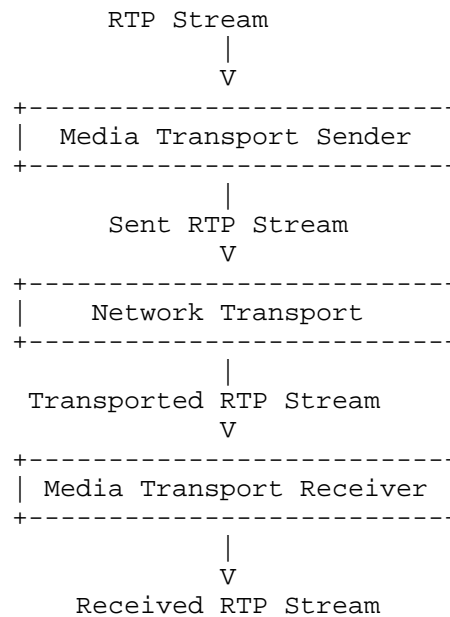 RTP Stream
|
V
+---------------------------
| Media Transport Sender
+---------------------------
|
Sent RTP Stream
V
+---------------------------
| Network Transport
+---------------------------
|
Transported RTP Stream
V
+---------------------------
| Media Transport Receiver
+---------------------------
|
V
Received RTP Stream